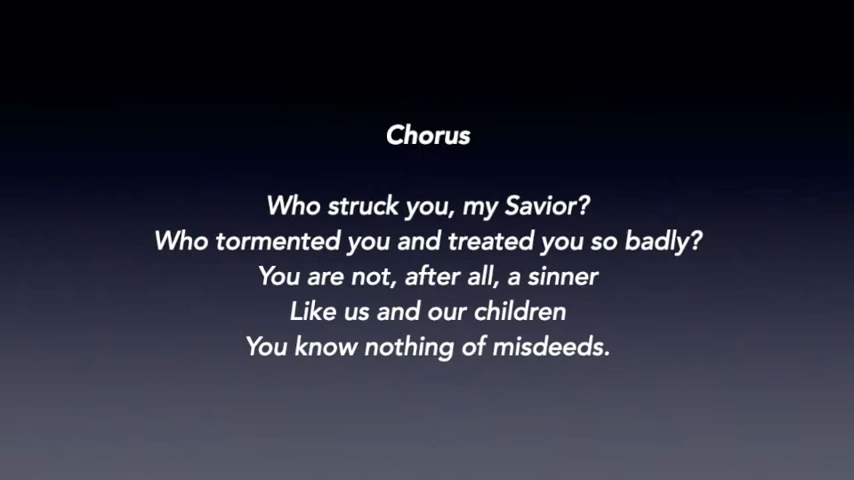 Chorus
Who struck you, my Savior?
Who tormented you and treated you so badly?
You are not, after all, a sinner
Like us and our children
You know nothing of misdeeds.